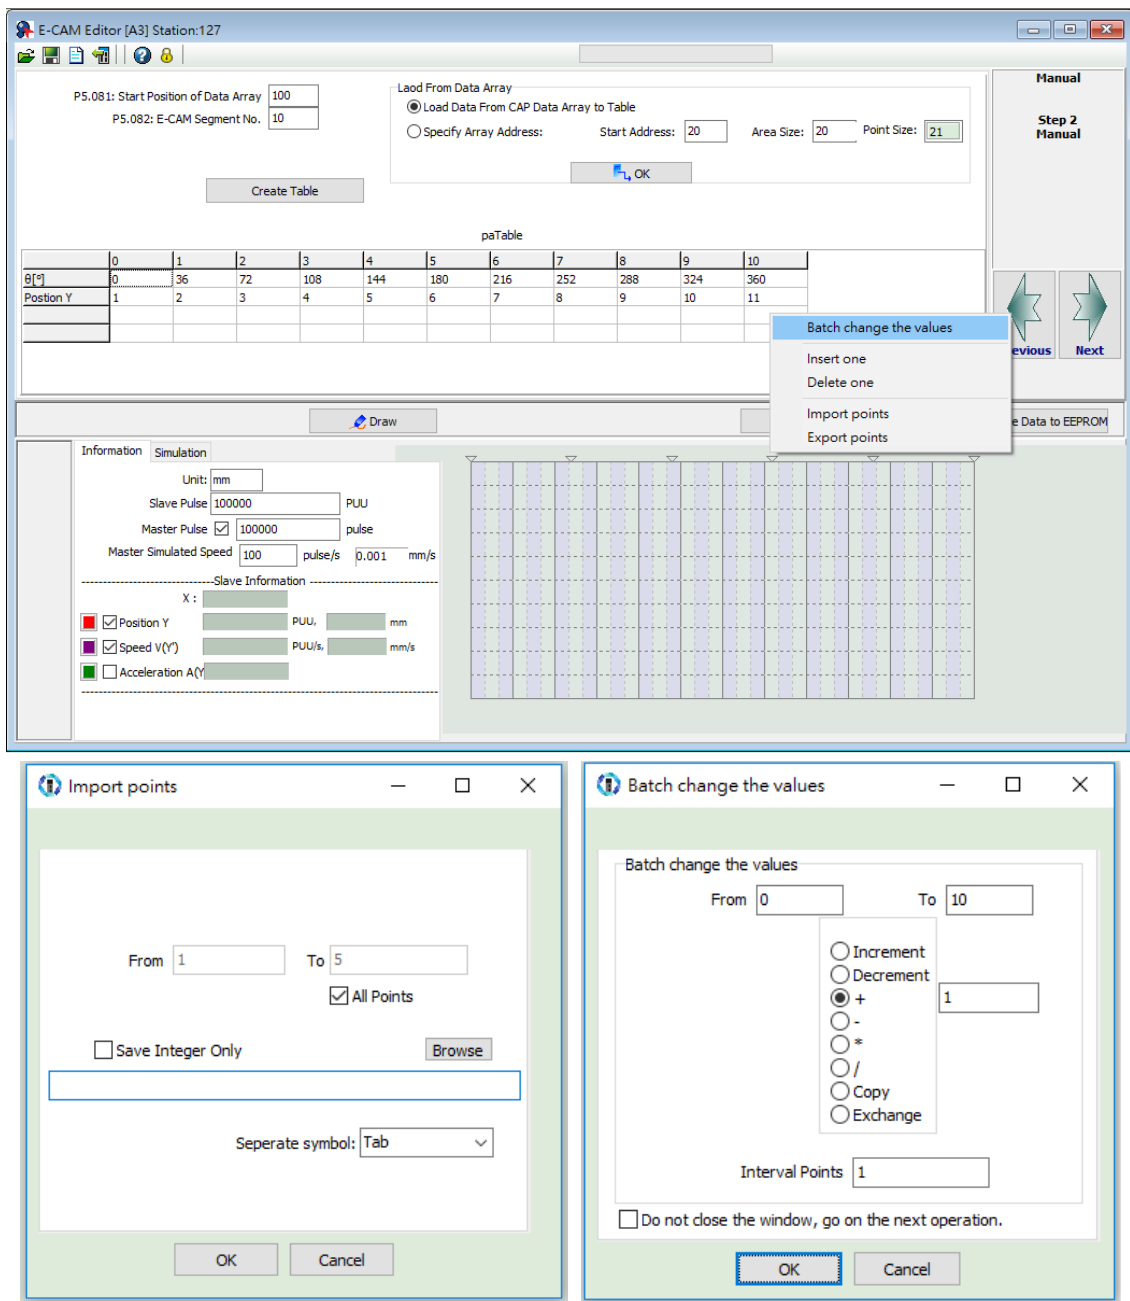 E-CAM Editor [A3] Station:127
P5.081: Start Position of Data Array 100
P5.082: E-CAM Segment No. 10
Create Table
Laod From Data Array
Load Data From CAP Data Array to Table
Specify Array Address: Start Address: 20 Area Size: 20 Point Size: 21
OK
Manual
Step 2
Manual
paTable
0 1 2 3 4 5 6 7 8 9 10
θ[º] 0 36 72 108 144 180 216 252 288 324 360
Postion Y 1 2 3 4 5 6 7 8 9 10 11
Batch change the values
Insert one
Delete one
Import points
Export points
evious Next
Draw
e Data to EEPROM
Information Simulation
Unit: mm
Slave Pulse 100000 PUU
Master Pulse 100000 pulse
Master Simulated Speed 100 pulse/s 0.001 mm/s
Slave Information
X :
Position Y PUU, mm
Speed V(Y') PUU/s, mm/s
Acceleration A(Y
Import points
From 1 To 5
All Points
Save Integer Only Browse
Seperate symbol: Tab
OK Cancel
Batch change the values
Batch change the values
From 0 To 10
Increment
Decrement
+ 1
-
*
/
Copy
Exchange
Interval Points 1
Do not close the window, go on the next operation.
OK Cancel